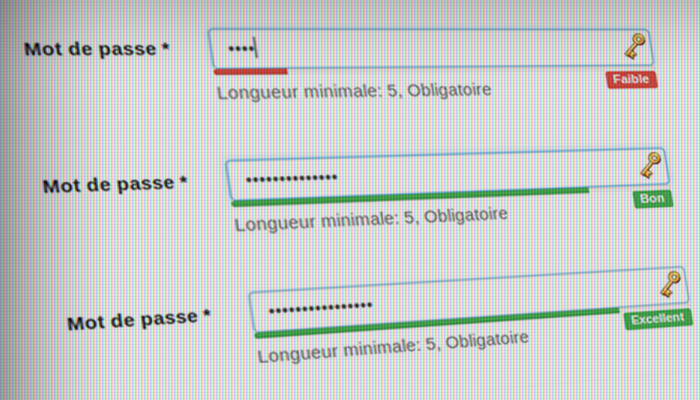 Mot de passe * ••••
Faible
Longueur minimale: 5, Obligatoire
Mot de passe * ••••••••••••••
Bon
Longueur minimale: 5, Obligatoire
Mot de passe * ••••••••••••••••
Excellent
Longueur minimale: 5, Obligatoire